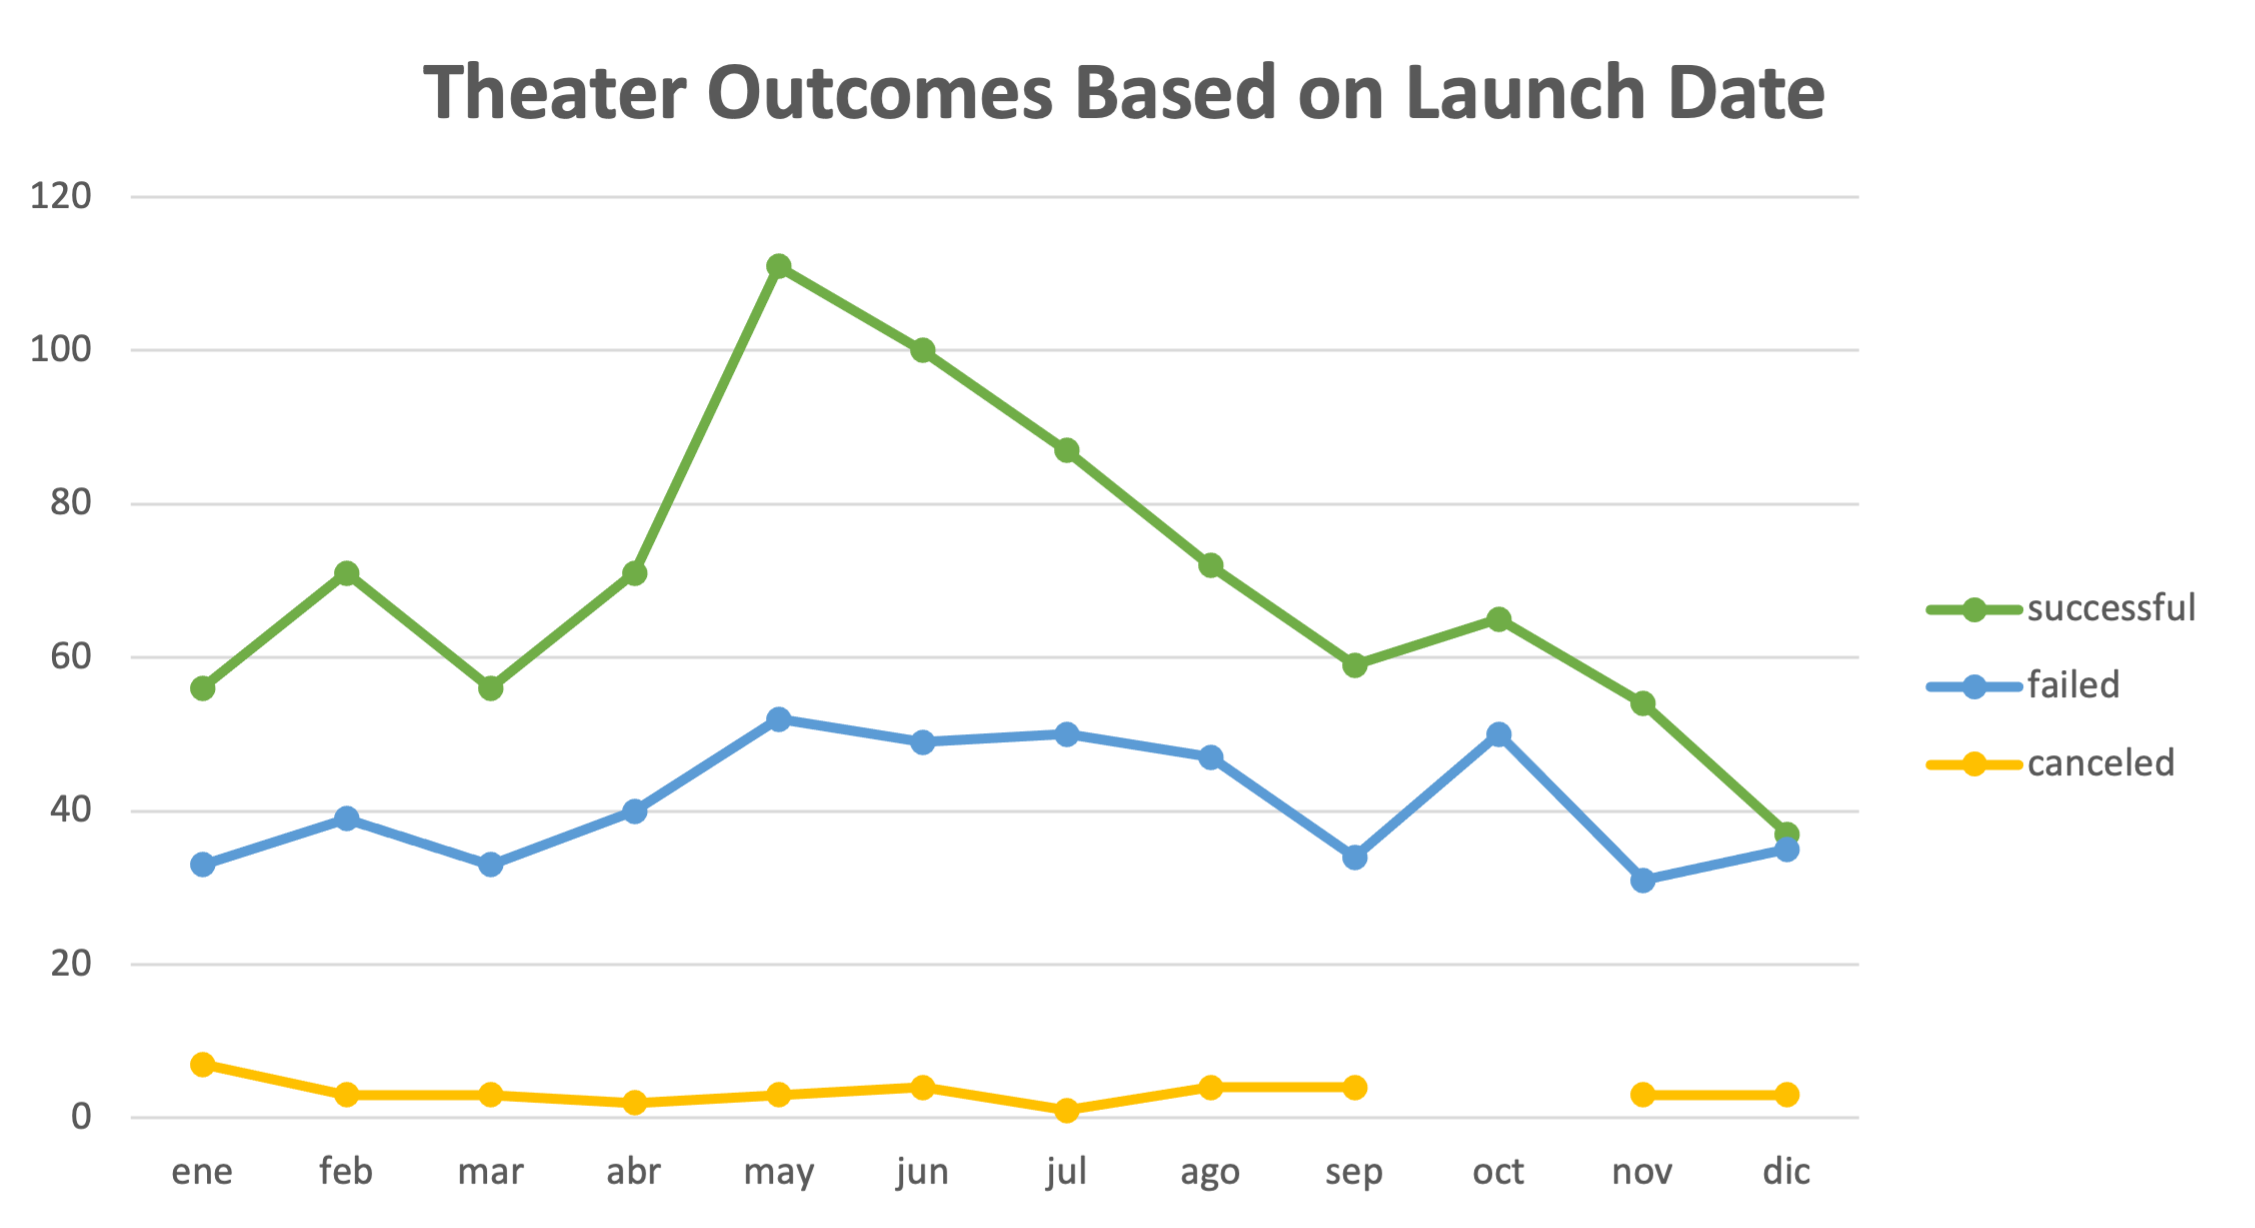 Theater Outcomes Based on Launch Date
120
100
80
60
40
20
0
ene feb mar abr may jun jul ago sep oct nov dic
successful
failed
canceled